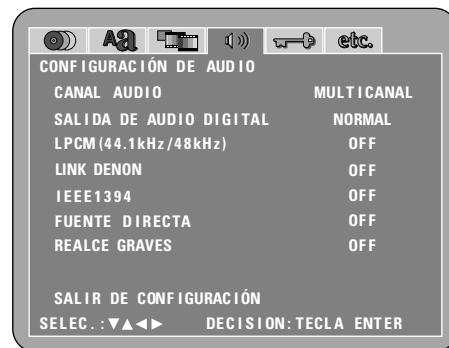 Aa etc.
CONFIGURACIÓN DE AUDIO
CANAL AUDIO MULTICANAL
SALIDA DE AUDIO DIGITAL NORMAL
LPCM (44.1kHz/48kHz) OFF
LINK DENON OFF
IEEE1394 OFF
FUENTE DIRECTA OFF
REALCE GRAVES OFF
SALIR DE CONFIGURACIÓN
SELEC.:▼▲◀▶ DECISION:TECLA ENTER